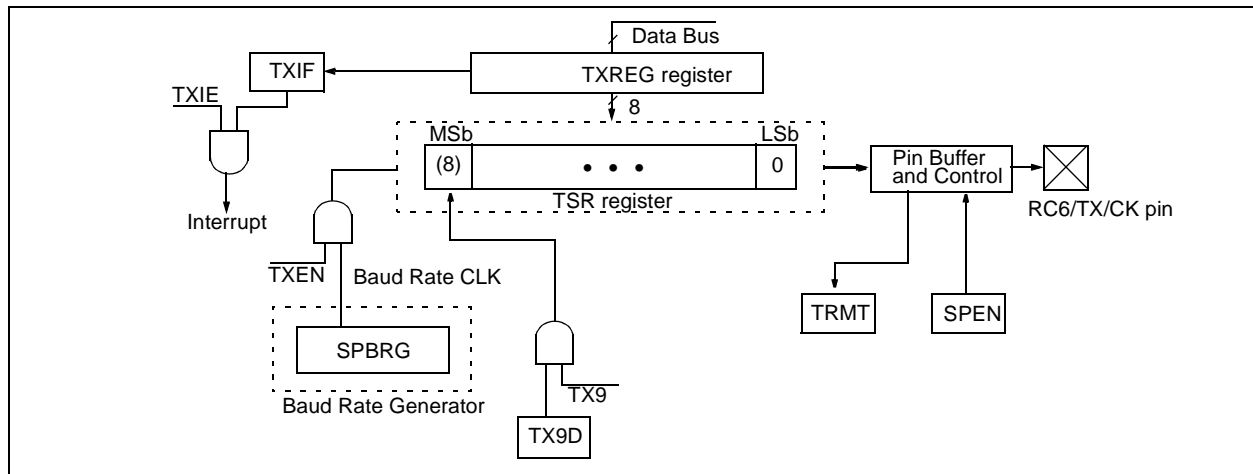 Data Bus
TXIF
TXREG register
TXIE
8
MSb
LSb
(8)
• • •
0
Pin Buffer
and Control
TSR register
Interrupt
RC6/TX/CK pin
TXEN
Baud Rate CLK
TRMT
SPEN
SPBRG
TX9
Baud Rate Generator
TX9D